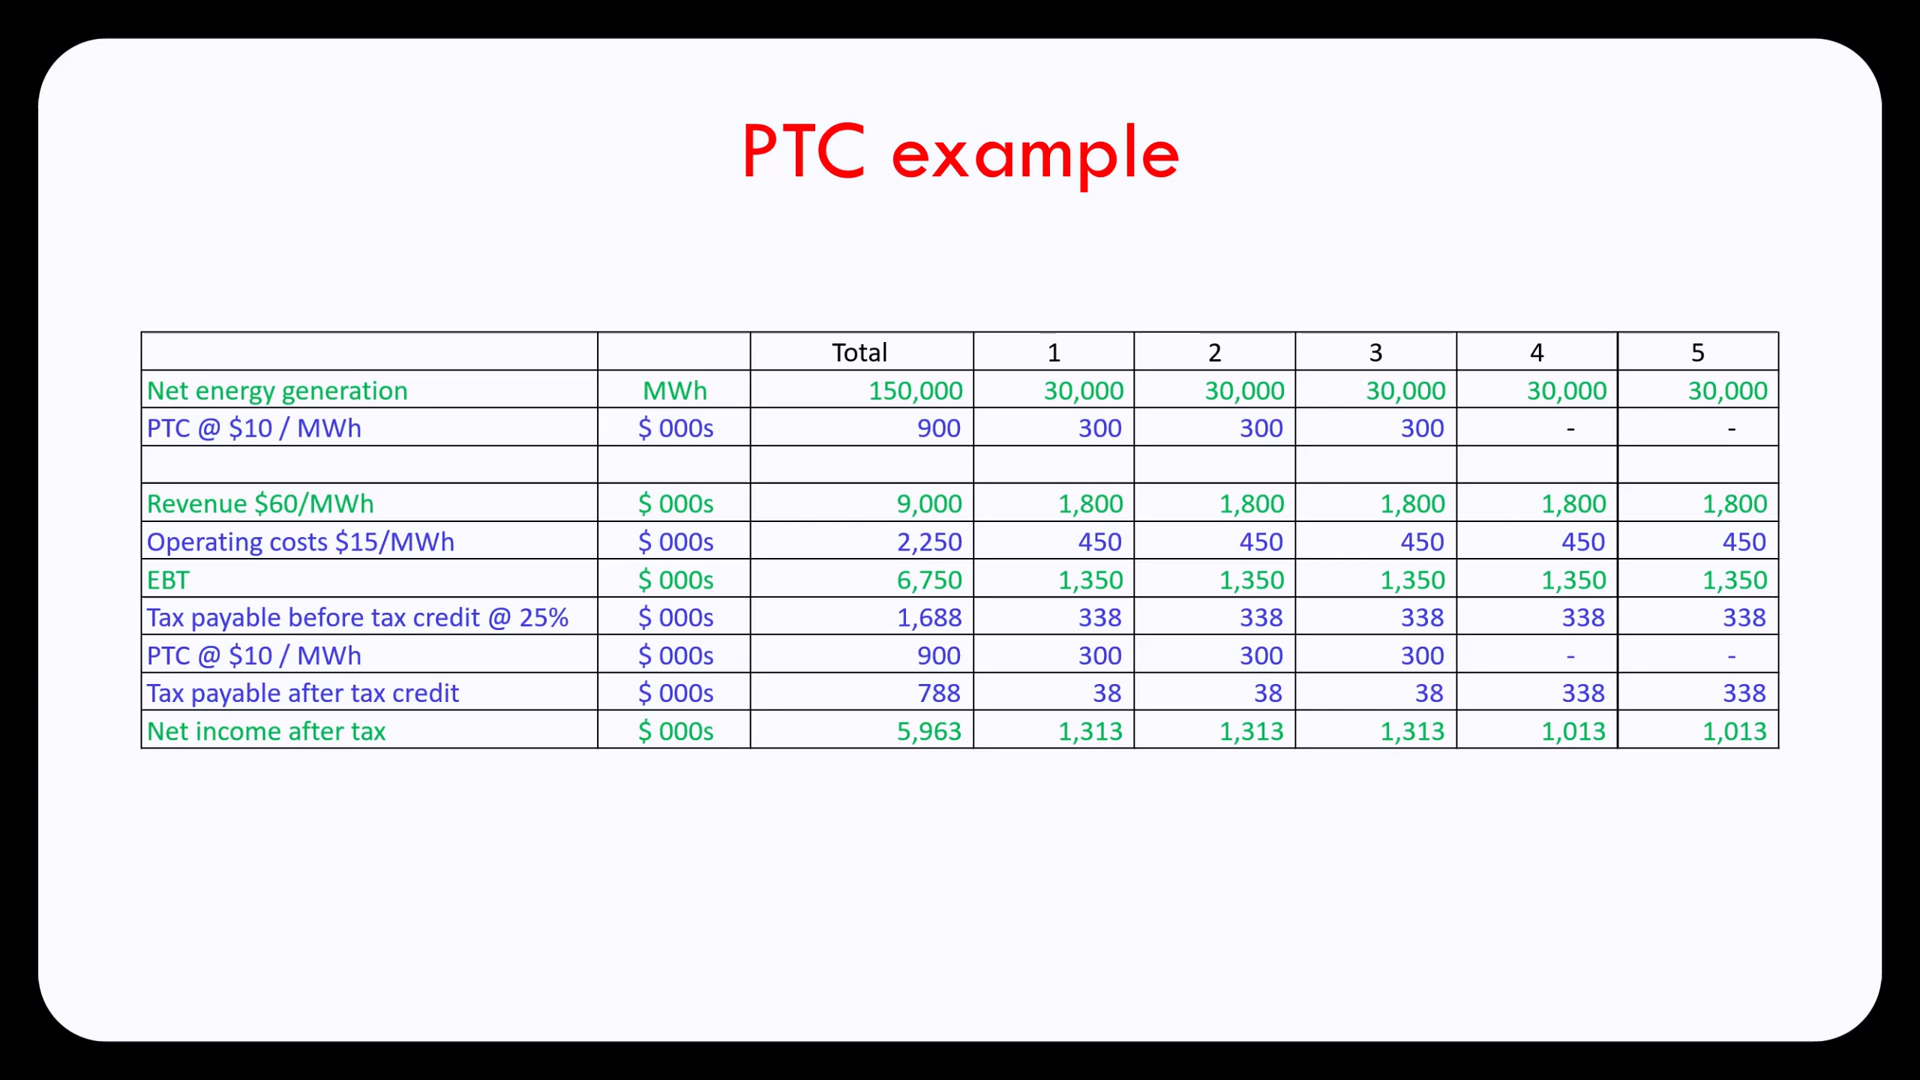 PTC example
Total 1 2 3 4 5
Net energy generation MWh 150,000 30,000 30,000 30,000 30,000 30,000
PTC @ $10 / MWh $ 000s 900 300 300 300 - -
Revenue $60/MWh $ 000s 9,000 1,800 1,800 1,800 1,800 1,800
Operating costs $15/MWh $ 000s 2,250 450 450 450 450 450
EBT $ 000s 6,750 1,350 1,350 1,350 1,350 1,350
Tax payable before tax credit @ 25% $ 000s 1,688 338 338 338 338 338
PTC @ $10 / MWh $ 000s 900 300 300 300 - -
Tax payable after tax credit $ 000s 788 38 38 38 338 338
Net income after tax $ 000s 5,963 1,313 1,313 1,313 1,013 1,013